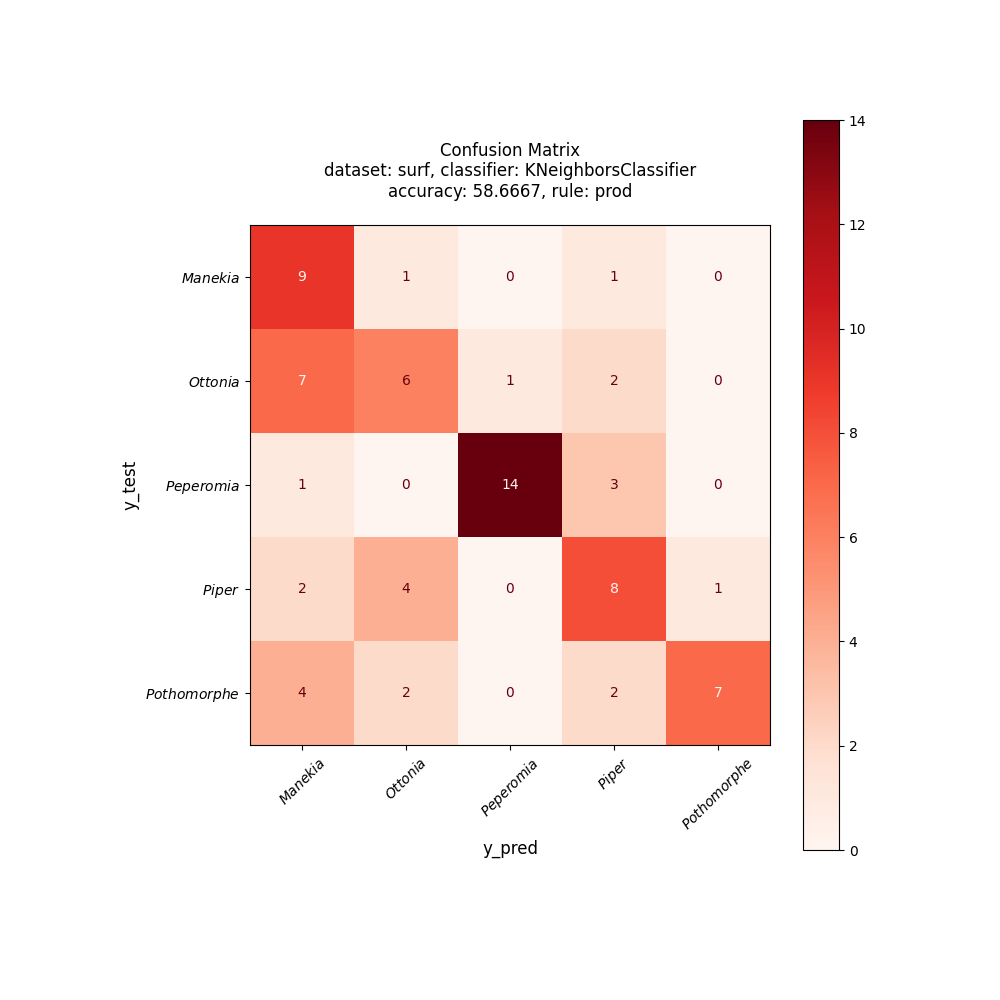 Confusion Matrix
dataset: surf, classifier: KNeighborsClassifier
accuracy: 58.6667, rule: prod
14
12
10
8
6
4
2
0
y_test
Manekia 9 1 0 1 0
Ottonia 7 6 1 2 0
Peperomia 1 0 14 3 0
Piper 2 4 0 8 1
Pothomorphe 4 2 0 2 7
Manekia Ottonia Peperomia Piper Pothomorphe
y_pred